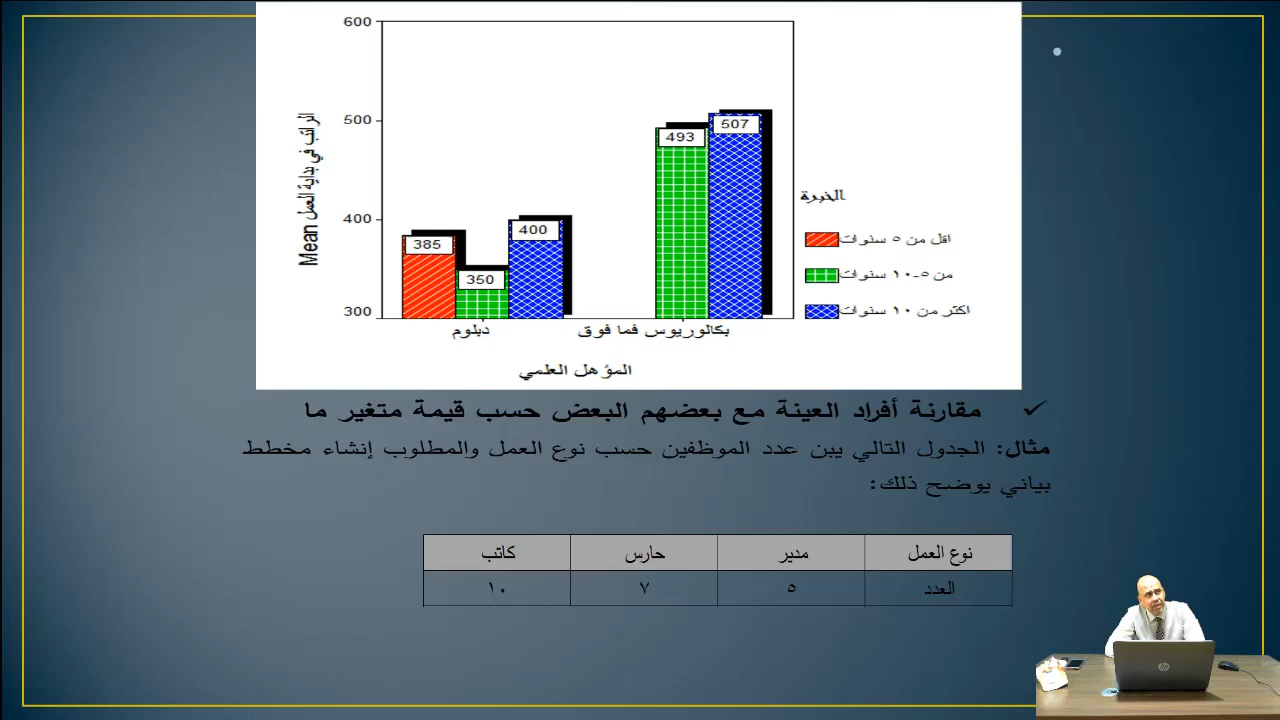 600
500
400
300
الراتب في بداية العمل Mean
385
350
400
493
507
دبلوم
بكالوريوس فما فوق
المؤهل العلمي
الخبرة
اقل من ٥ سنوات
من ٥-١٠ سنوات
اكثر من ١٠ سنوات
✓ مقارنة أفراد العينة مع بعضهم البعض حسب قيمة متغير ما
مثال: الجدول التالي يبن عدد الموظفين حسب نوع العمل والمطلوب إنشاء مخطط
بياني يوضح ذلك:
نوع العمل مدير حارس كاتب
العدد ٥ ٧ ١٠
hp